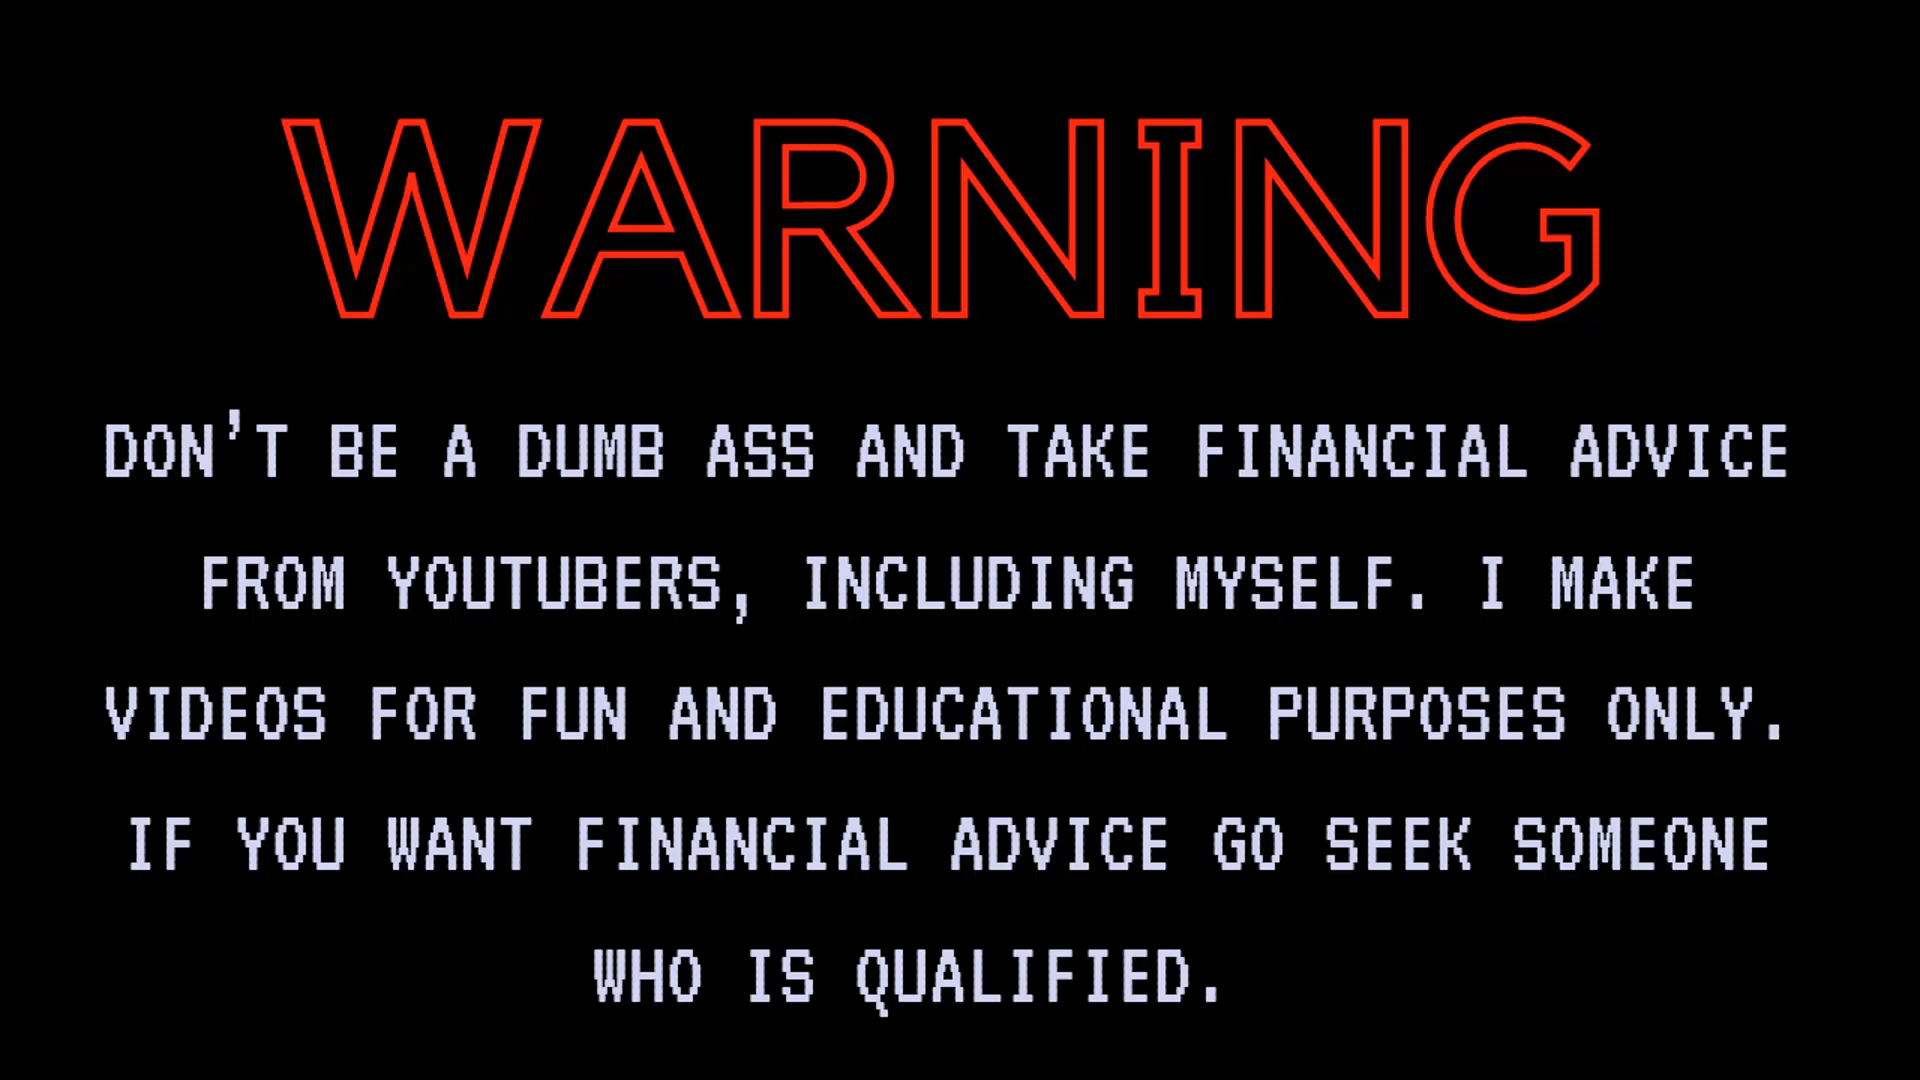 WARNING
DON'T BE A DUMB ASS AND TAKE FINANCIAL ADVICE
FROM YOUTUBERS, INCLUDING MYSELF. I MAKE
VIDEOS FOR FUN AND EDUCATIONAL PURPOSES ONLY.
IF YOU WANT FINANCIAL ADVICE GO SEEK SOMEONE
WHO IS QUALIFIED.